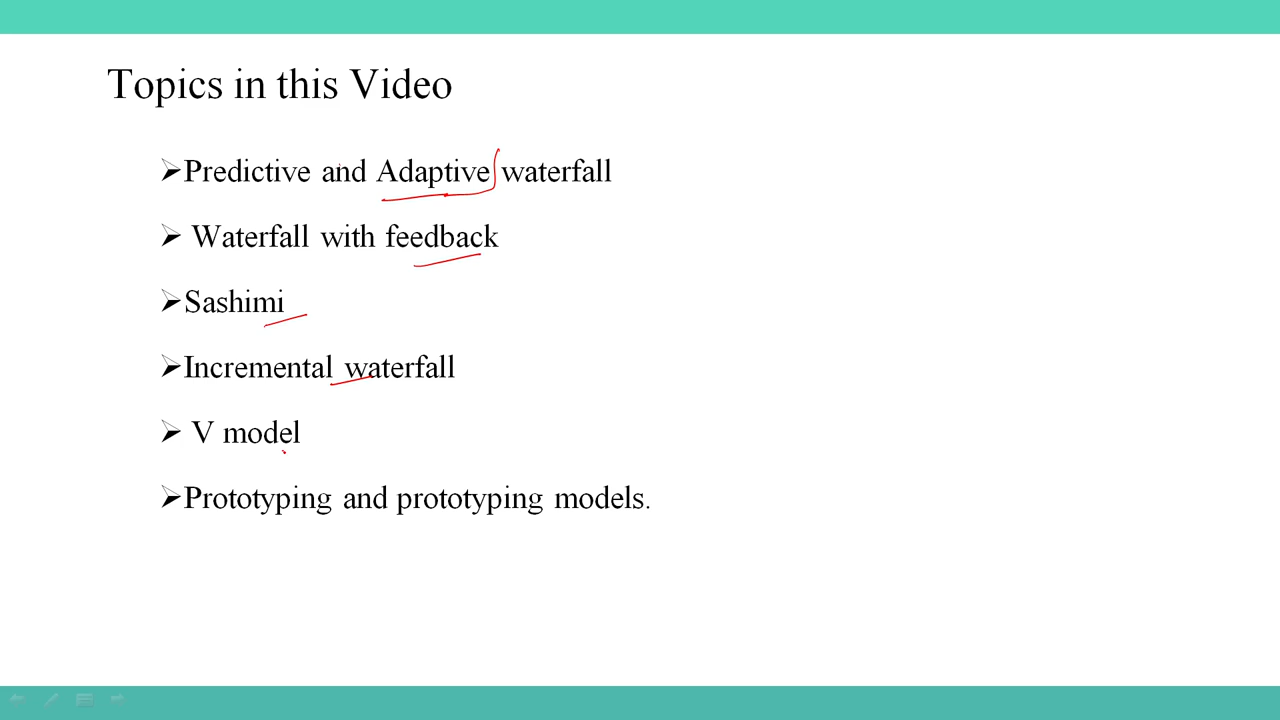 Topics in this Video
➢Predictive and Adaptive waterfall
➢ Waterfall with feedback
➢Sashimi
➢Incremental waterfall
➢ V model
➢Prototyping and prototyping models.